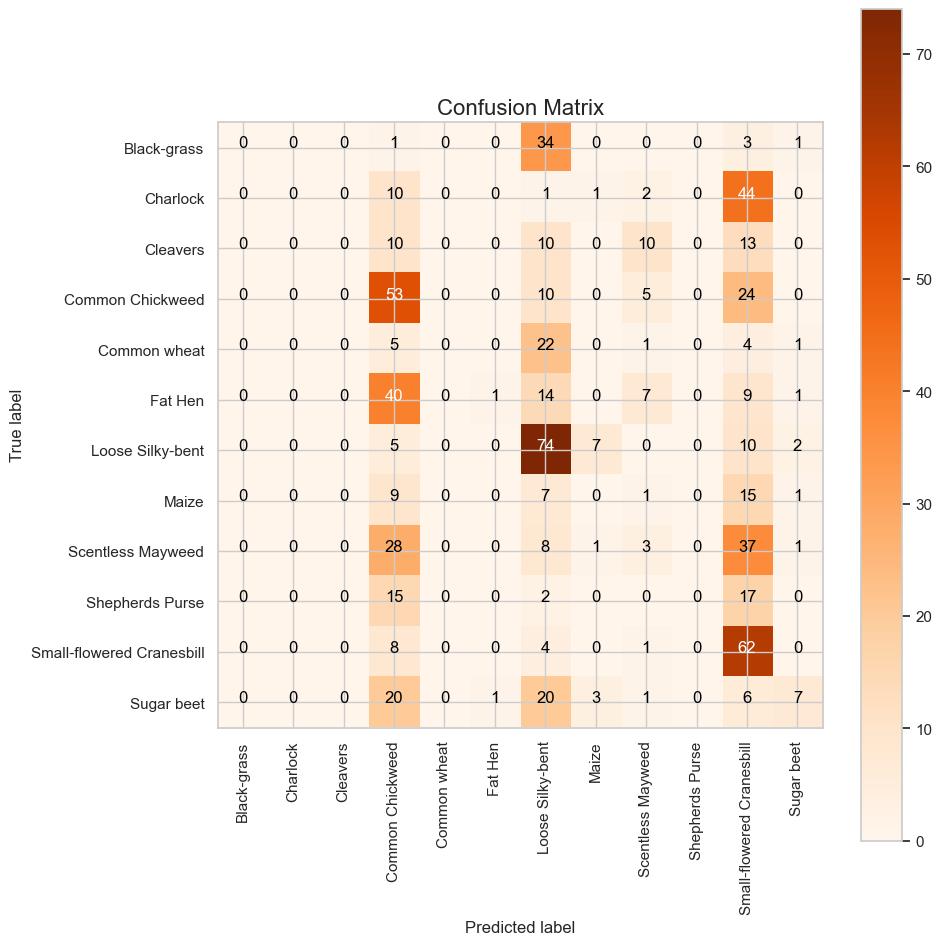 Confusion Matrix
True label
Black-grass 0 0 0 1 0 0 34 0 0 0 3 1
Charlock 0 0 0 10 0 0 1 1 2 0 44 0
Cleavers 0 0 0 10 0 0 10 0 10 0 13 0
Common Chickweed 0 0 0 53 0 0 10 0 5 0 24 0
Common wheat 0 0 0 5 0 0 22 0 1 0 4 1
Fat Hen 0 0 0 40 0 1 14 0 7 0 9 1
Loose Silky-bent 0 0 0 5 0 0 74 7 0 0 10 2
Maize 0 0 0 9 0 0 7 0 1 0 15 1
Scentless Mayweed 0 0 0 28 0 0 8 1 3 0 37 1
Shepherds Purse 0 0 0 15 0 0 2 0 0 0 17 0
Small-flowered Cranesbill 0 0 0 8 0 0 4 0 1 0 62 0
Sugar beet 0 0 0 20 0 1 20 3 1 0 6 7
Black-grass
Charlock
Cleavers
Common Chickweed
Common wheat
Fat Hen
Loose Silky-bent
Maize
Scentless Mayweed
Shepherds Purse
Small-flowered Cranesbill
Sugar beet
Predicted label
70
60
50
40
30
20
10
0